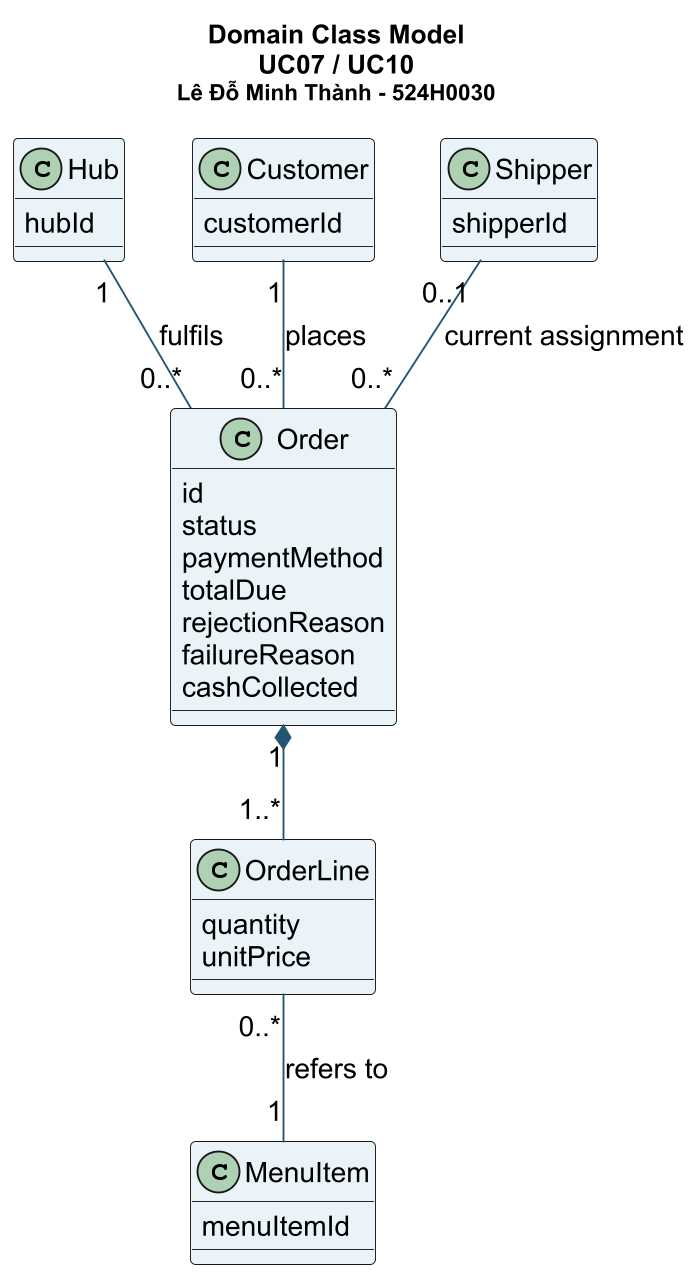 Domain Class Model
UC07 / UC10
Lê Đỗ Minh Thành - 524H0030
C Hub
hubId
C Customer
customerId
C Shipper
shipperId
1
1
0..1
fulfils
places
current assignment
0..*
0..*
0..*
C Order
id
status
paymentMethod
totalDue
rejectionReason
failureReason
cashCollected
1
1..*
C OrderLine
quantity
unitPrice
0..*
refers to
1
C MenuItem
menuItemId